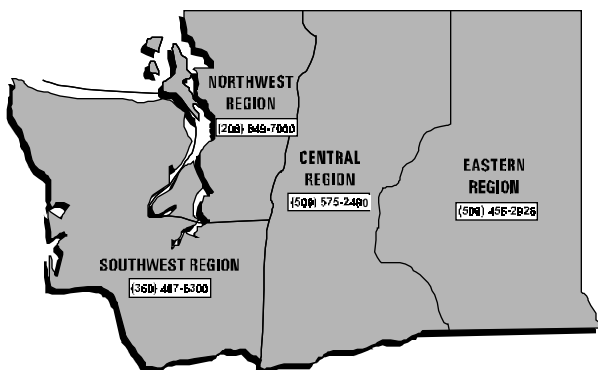 NORTHWEST
REGION
(206) 649-7000
CENTRAL
REGION
(509) 575-2490
EASTERN
REGION
(509) 456-2926
SOUTHWEST REGION
(360) 407-6300